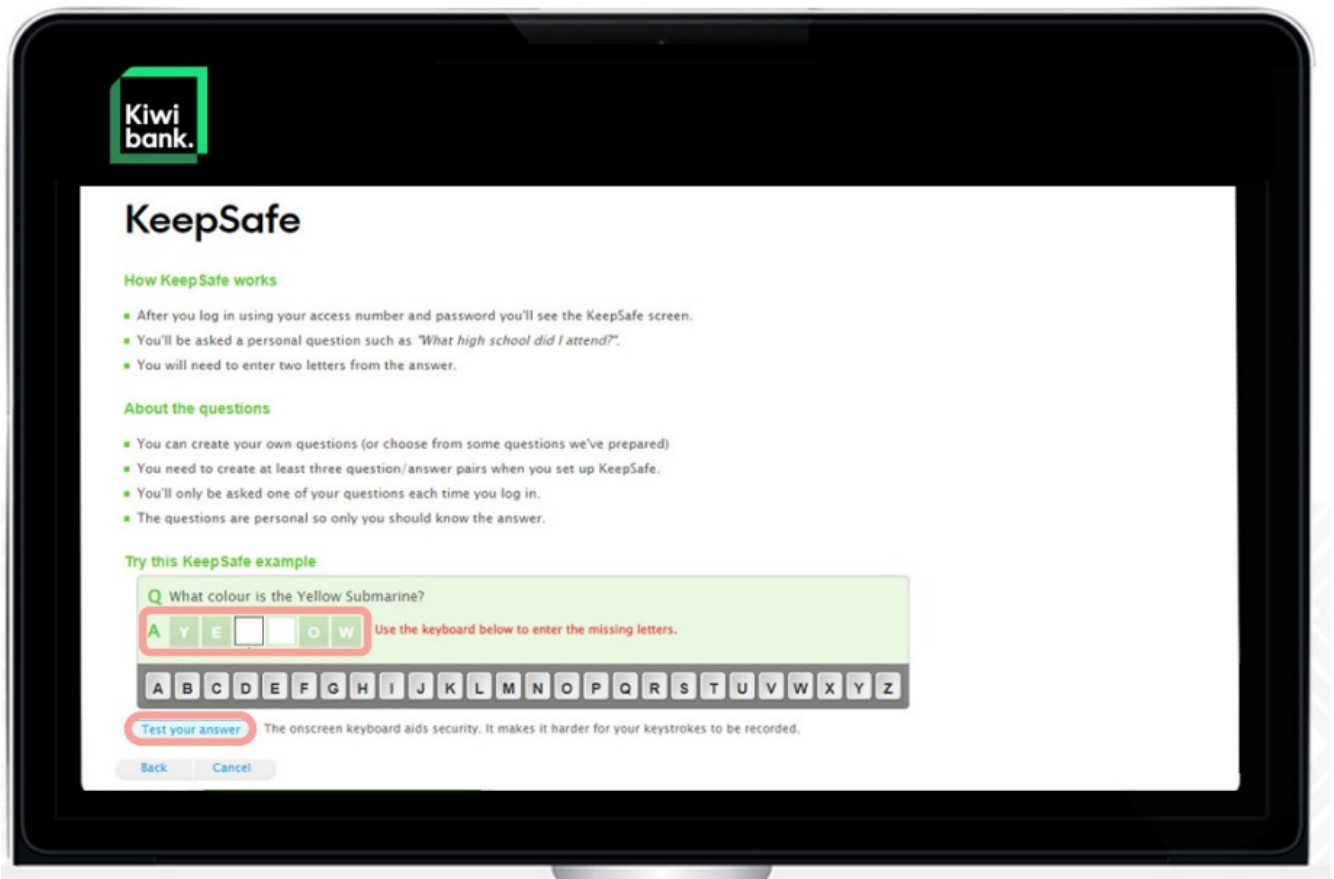 Kiwi
bank.
KeepSafe
How KeepSafe works
After you log in using your access number and password you'll see the KeepSafe screen.
You'll be asked a personal question such as "What high school did I attend?".
You will need to enter two letters from the answer.
About the questions
You can create your own questions (or choose from some questions we've prepared)
You need to create at least three question/answer pairs when you set up KeepSafe.
You'll only be asked one of your questions each time you log in.
The questions are personal so only you should know the answer.
Try this KeepSafe example
Q What colour is the Yellow Submarine?
A Y E O W Use the keyboard below to enter the missing letters.
A B C D E F G H I J K L M N O P Q R S T U V W X Y Z
Test your answer The onscreen keyboard aids security. It makes it harder for your keystrokes to be recorded.
Back Cancel